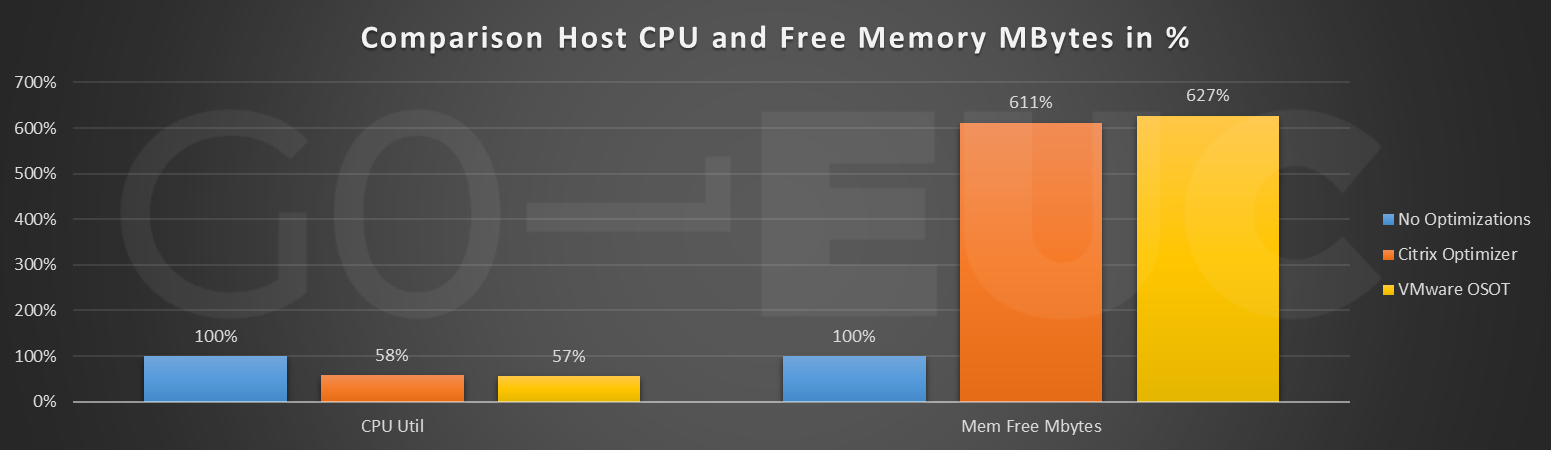 Comparison Host CPU and Free Memory MBytes in %
700%
600%
500%
400%
300%
200%
100%
0%
100%
58%
57%
100%
611%
627%
CPU Util
Mem Free Mbytes
No Optimizations
Citrix Optimizer
VMware OSOT
GO-EUC